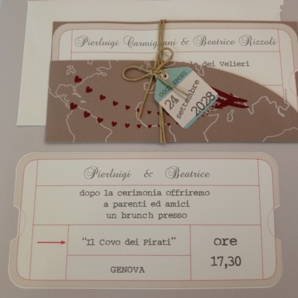 Pierluigi Carmignani & Beatrice Rizzoli
dei Velieri
24
settembre
2028
Pierluigi & Beatrice
dopo la cerimonia offriremo
a parenti ed amici
un brunch presso
"Il Covo dei Pirati"
GENOVA
ore
17,30